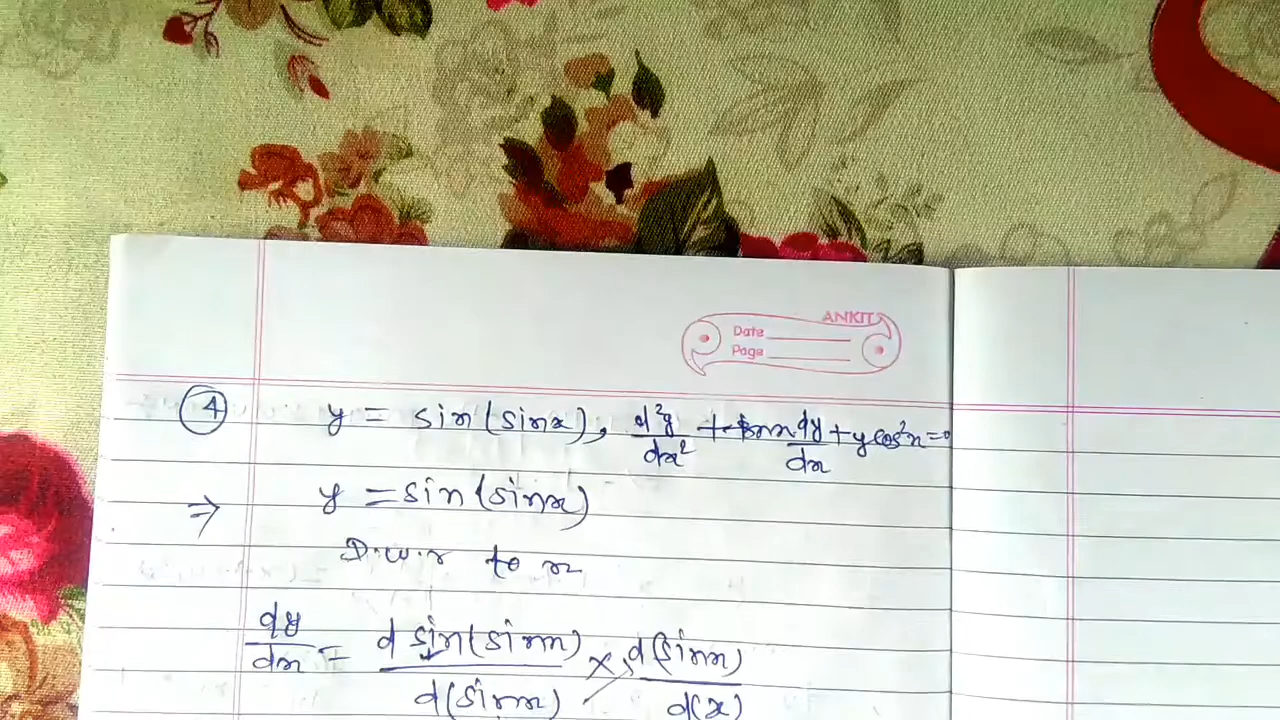 ANKIT
Date
Page
4 y = sin(sinx), d²y/dx² + tanx dy/dx + ycos²x=0
⇒ y = sin(sinx)
D.w.r to x
dy/dx = d sin(sinx)/d(sinx) × d(sinx)/d(x)